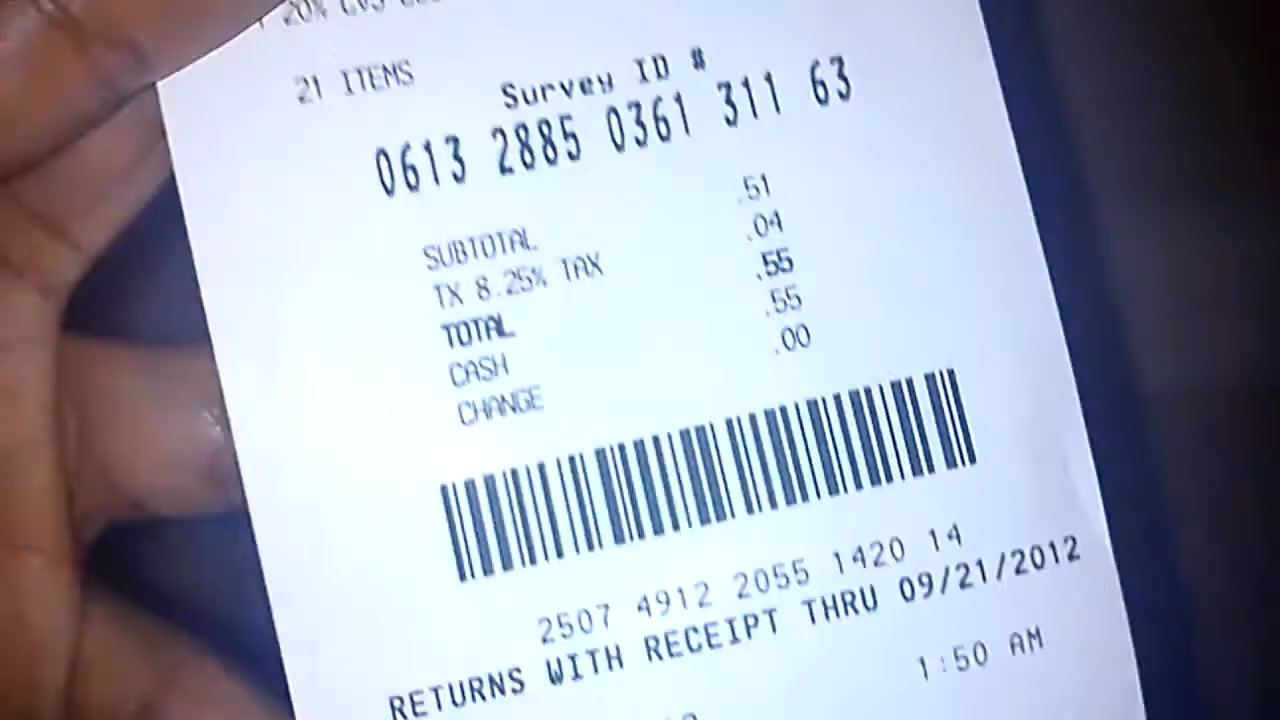 20%
21 ITEMS
Survey ID #
0613 2885 0361 311 63
SUBTOTAL .51
TX 8.25% TAX .04
TOTAL .55
CASH .55
CHANGE .00
2507 4912 2055 1420 14
RETURNS WITH RECEIPT THRU 09/21/2012
1:50 AM